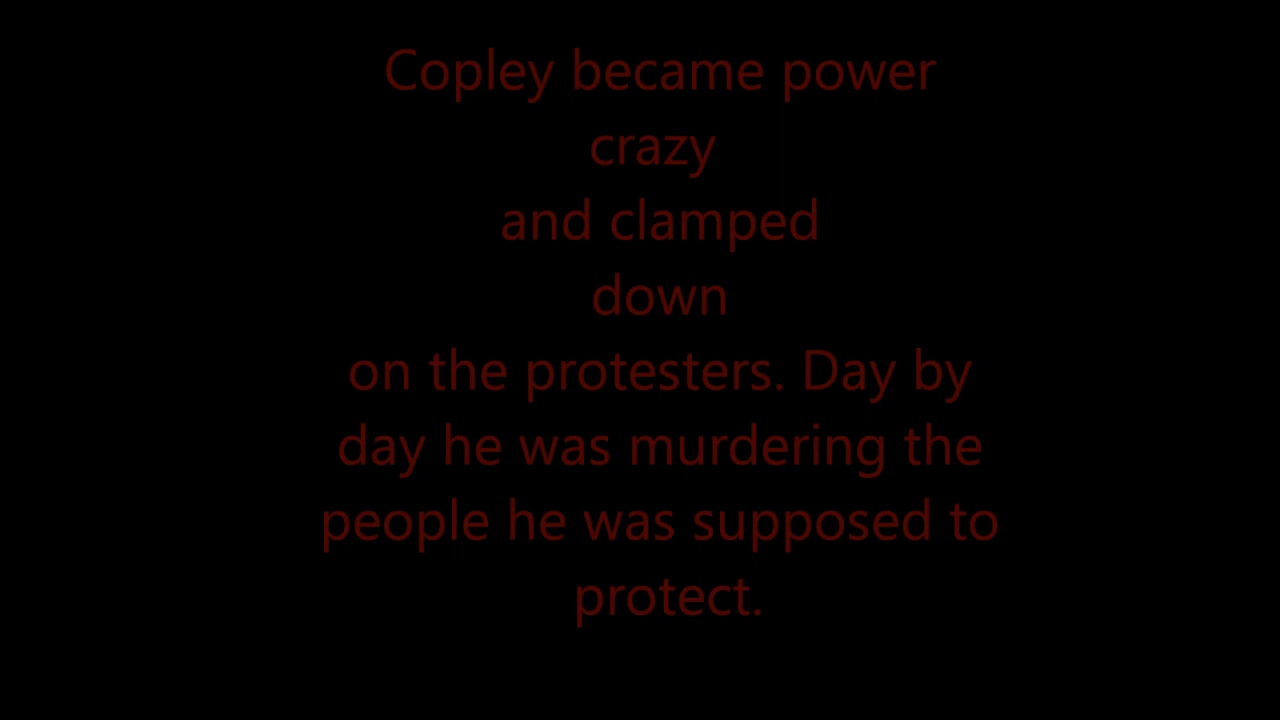 Copley became power
crazy
and clamped
down
on the protesters. Day by
day he was murdering the
people he was supposed to
protect.